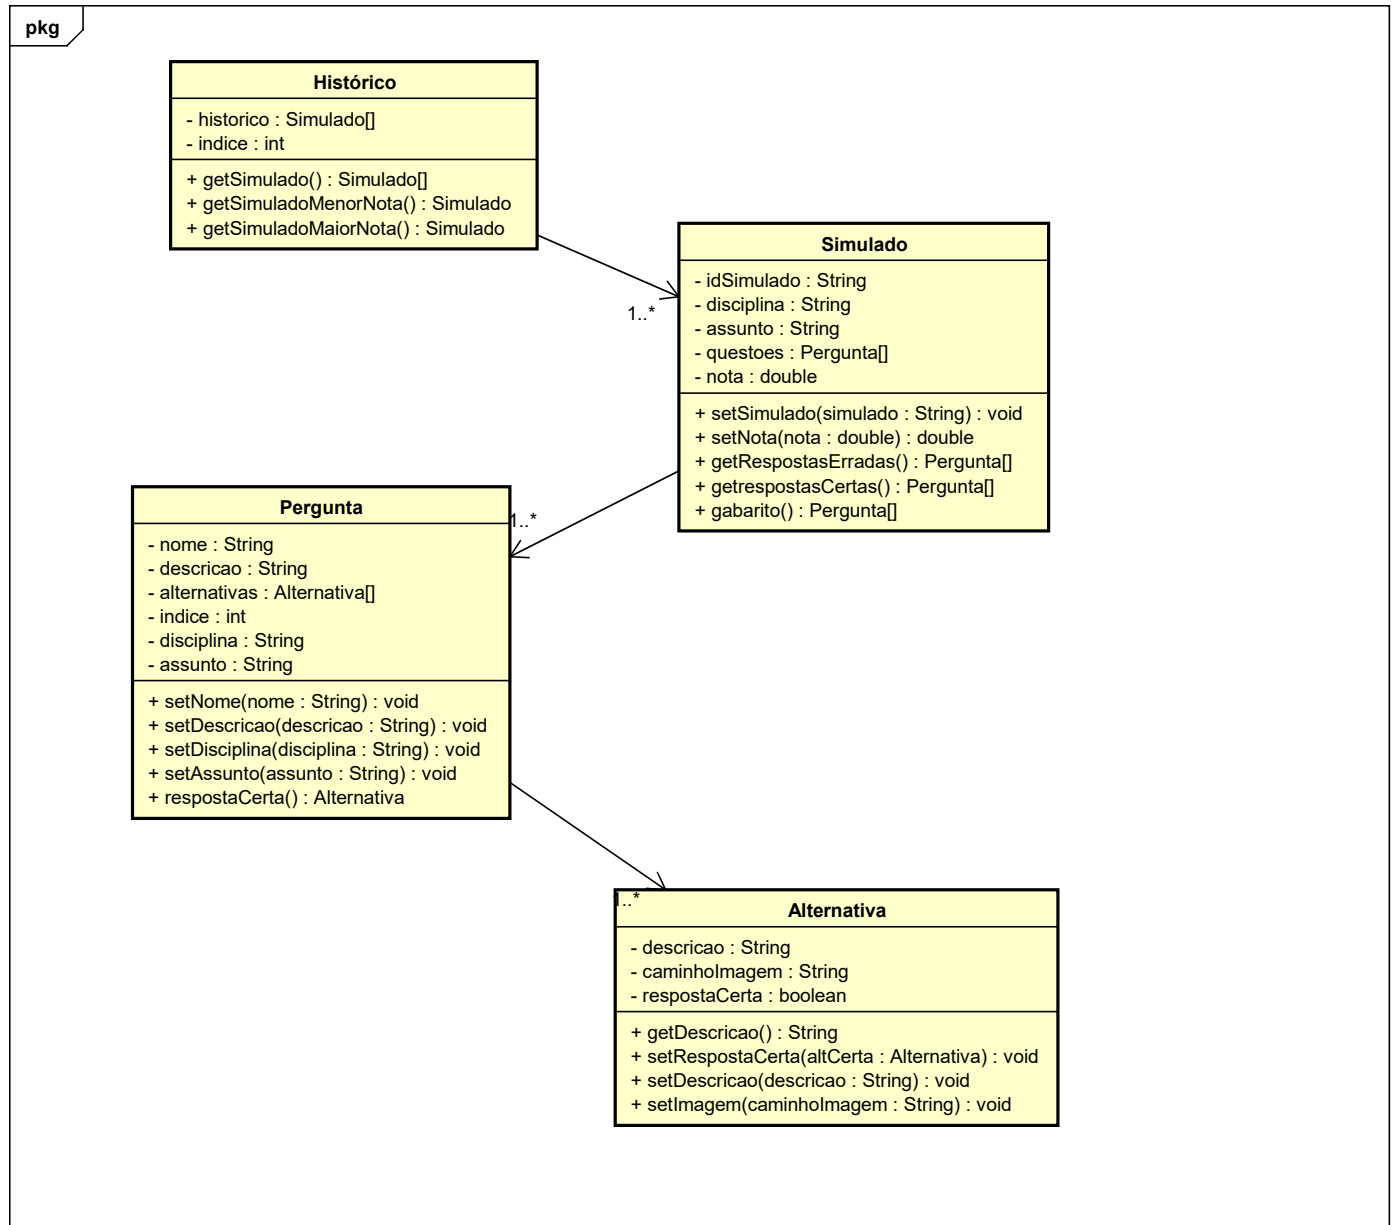 pkg
Histórico
- historico : Simulado[]
- indice : int
+ getSimulado() : Simulado[]
+ getSimuladoMenorNota() : Simulado
+ getSimuladoMaiorNota() : Simulado
1..*
Simulado
- idSimulado : String
- disciplina : String
- assunto : String
- questoes : Pergunta[]
- nota : double
+ setSimulado(simulado : String) : void
+ setNota(nota : double) : double
+ getRespostasErradas() : Pergunta[]
+ getrespostasCertas() : Pergunta[]
+ gabarito() : Pergunta[]
1..*
Pergunta
- nome : String
- descricao : String
- alternativas : Alternativa[]
- indice : int
- disciplina : String
- assunto : String
+ setNome(nome : String) : void
+ setDescricao(descricao : String) : void
+ setDisciplina(disciplina : String) : void
+ setAssunto(assunto : String) : void
+ respostaCerta() : Alternativa
1..*
Alternativa
- descricao : String
- caminhoImagem : String
- respostaCerta : boolean
+ getDescricao() : String
+ setRespostaCerta(altCerta : Alternativa) : void
+ setDescricao(descricao : String) : void
+ setImagem(caminhoImagem : String) : void